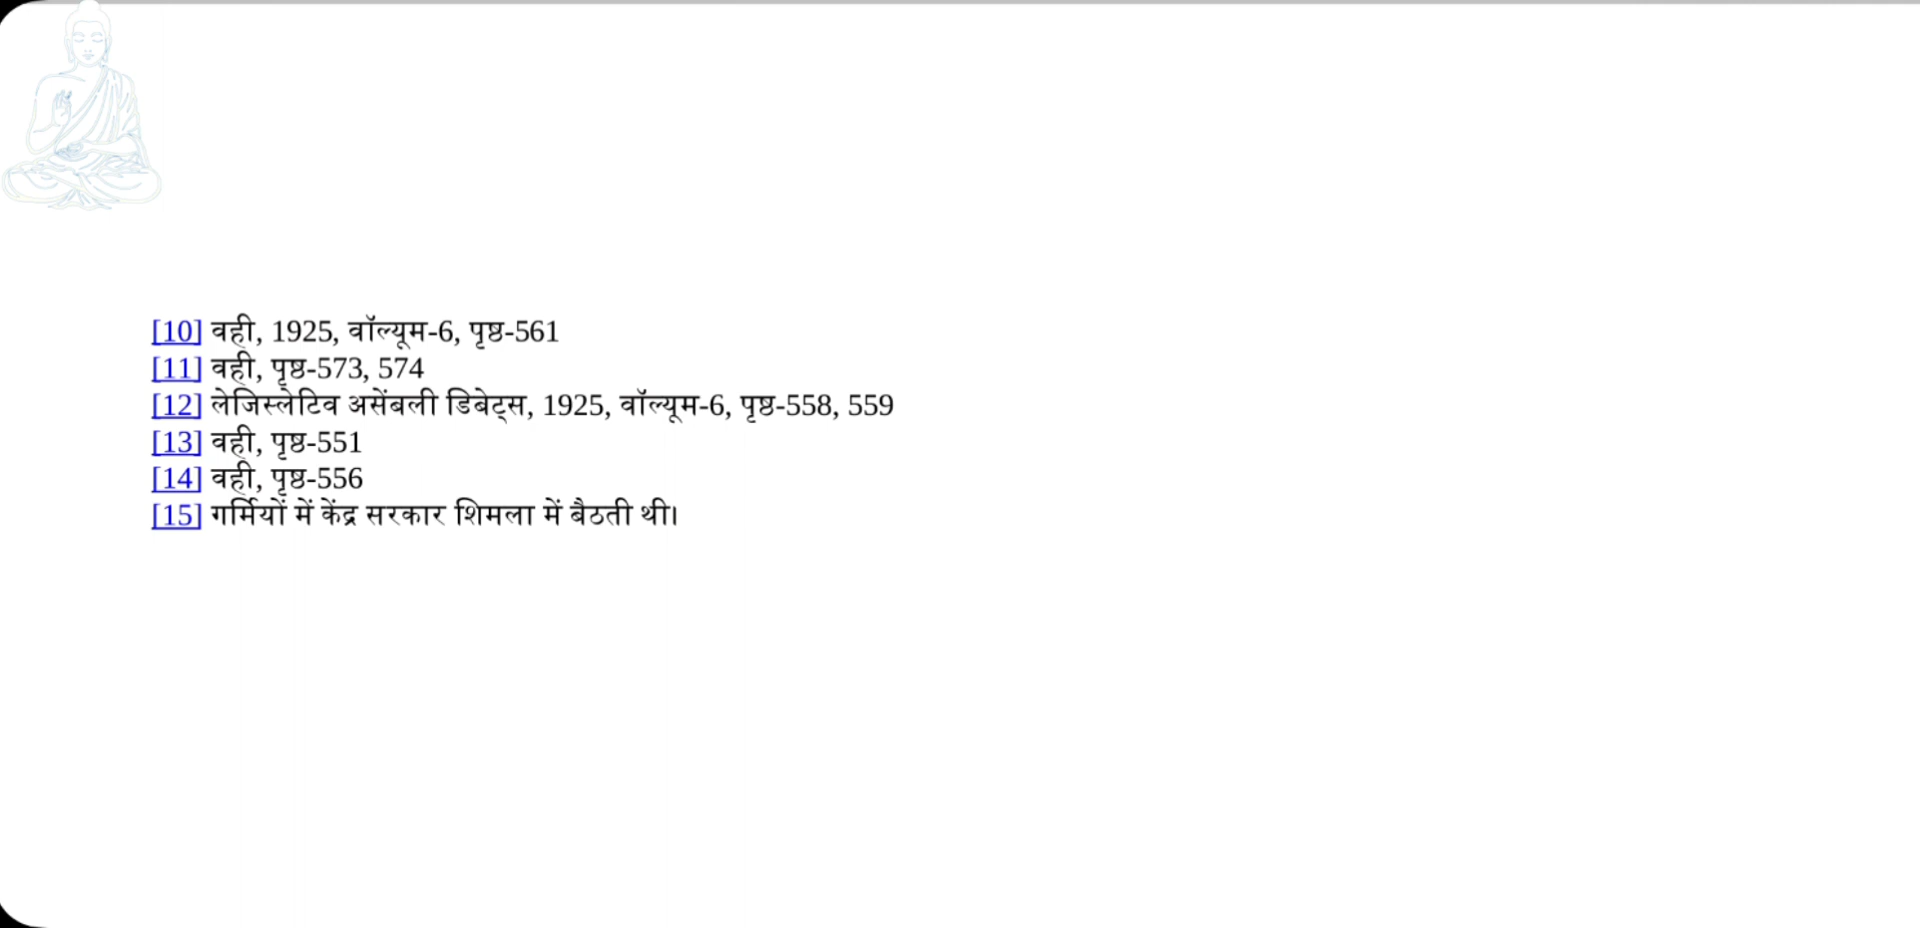 [10] वही, 1925, वॉल्यूम-6, पृष्ठ-561
[11] वही, पृष्ठ-573, 574
[12] लेजिस्लेटिव असेंबली डिबेट्स, 1925, वॉल्यूम-6, पृष्ठ-558, 559
[13] वही, पृष्ठ-551
[14] वही, पृष्ठ-556
[15] गर्मियों में केंद्र सरकार शिमला में बैठती थी।